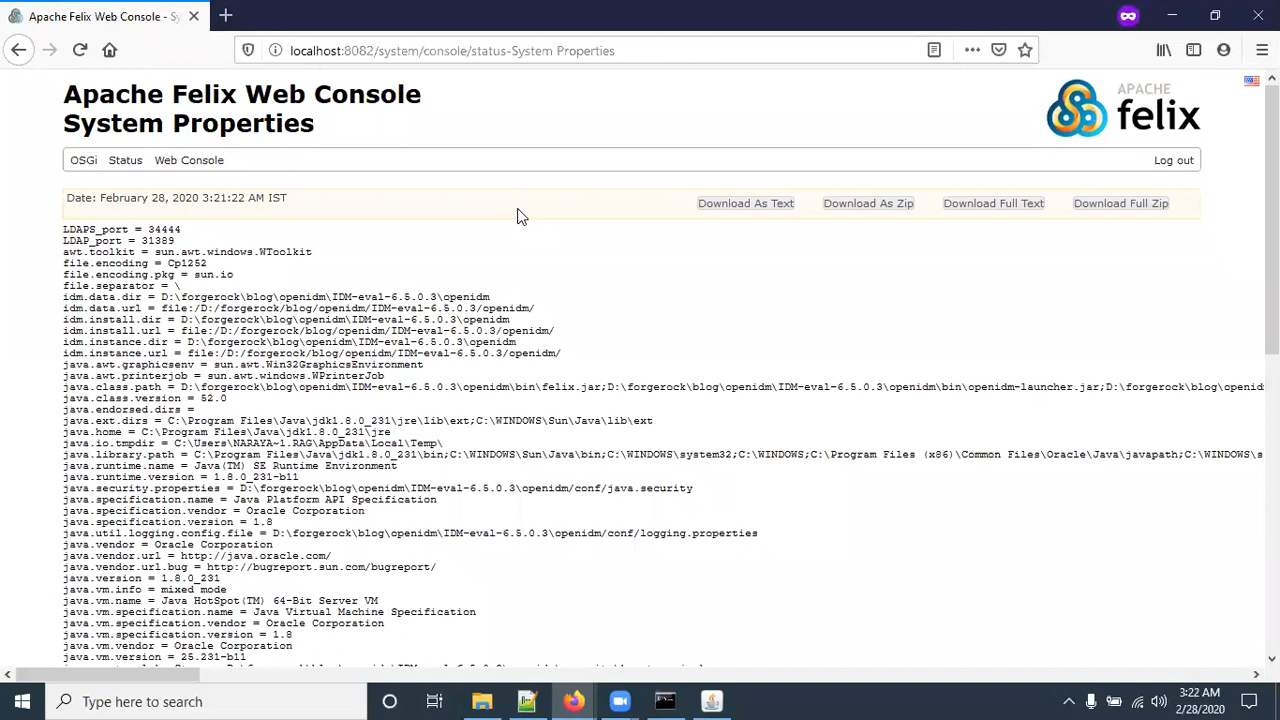 Apache Felix Web Console - Sy
localhost:8082/system/console/status-System Properties
Apache Felix Web Console
System Properties
APACHE
felix
OSGi Status Web Console Log out
Date: February 28, 2020 3:21:22 AM IST Download As Text Download As Zip Download Full Text Download Full Zip
LDAPS_port = 34444
LDAP_port = 31389
awt.toolkit = sun.awt.windows.WToolkit
file.encoding = Cp1252
file.encoding.pkg = sun.io
file.separator = \
idm.data.dir = D:\forgerock\blog\openidm\IDM-eval-6.5.0.3\openidm
idm.data.url = file:/D:/forgerock/blog/openidm/IDM-eval-6.5.0.3/openidm/
idm.install.dir = D:\forgerock\blog\openidm\IDM-eval-6.5.0.3\openidm
idm.install.url = file:/D:/forgerock/blog/openidm/IDM-eval-6.5.0.3/openidm/
idm.instance.dir = D:\forgerock\blog\openidm\IDM-eval-6.5.0.3\openidm
idm.instance.url = file:/D:/forgerock/blog/openidm/IDM-eval-6.5.0.3/openidm/
java.awt.graphicsenv = sun.awt.Win32GraphicsEnvironment
java.awt.printerjob = sun.awt.windows.WPrinterJob
java.class.path = D:\forgerock\blog\openidm\IDM-eval-6.5.0.3\openidm\bin\felix.jar;D:\forgerock\blog\openidm\IDM-eval-6.5.0.3\openidm\bin\openidm-launcher.jar;D:\forgerock\blog\openidm\IDM-eval-6.5.0.3\openidm\bin
java.class.version = 52.0
java.endorsed.dirs =
java.ext.dirs = C:\Program Files\Java\jdk1.8.0_231\jre\lib\ext;C:\WINDOWS\Sun\Java\lib\ext
java.home = C:\Program Files\Java\jdk1.8.0_231\jre
java.io.tmpdir = C:\Users\NARAYA~1.RAG\AppData\Local\Temp\
java.library.path = C:\Program Files\Java\jdk1.8.0_231\bin;C:\WINDOWS\Sun\Java\bin;C:\WINDOWS\system32;C:\WINDOWS;C:\Program Files (x86)\Common Files\Oracle\Java\javapath;C:\WINDOWS\s
java.runtime.name = Java(TM) SE Runtime Environment
java.runtime.version = 1.8.0_231-b11
java.security.properties = D:\forgerock\blog\openidm\IDM-eval-6.5.0.3\openidm/conf/java.security
java.specification.name = Java Platform API Specification
java.specification.vendor = Oracle Corporation
java.specification.version = 1.8
java.util.logging.config.file = D:\forgerock\blog\openidm\IDM-eval-6.5.0.3\openidm/conf/logging.properties
java.vendor = Oracle Corporation
java.vendor.url = http://java.oracle.com/
java.vendor.url.bug = http://bugreport.sun.com/bugreport/
java.version = 1.8.0_231
java.vm.info = mixed mode
java.vm.name = Java HotSpot(TM) 64-Bit Server VM
java.vm.specification.name = Java Virtual Machine Specification
java.vm.specification.vendor = Oracle Corporation
java.vm.specification.version = 1.8
java.vm.vendor = Oracle Corporation
java.vm.version = 25.231-b11
Type here to search
3:22 AM
2/28/2020